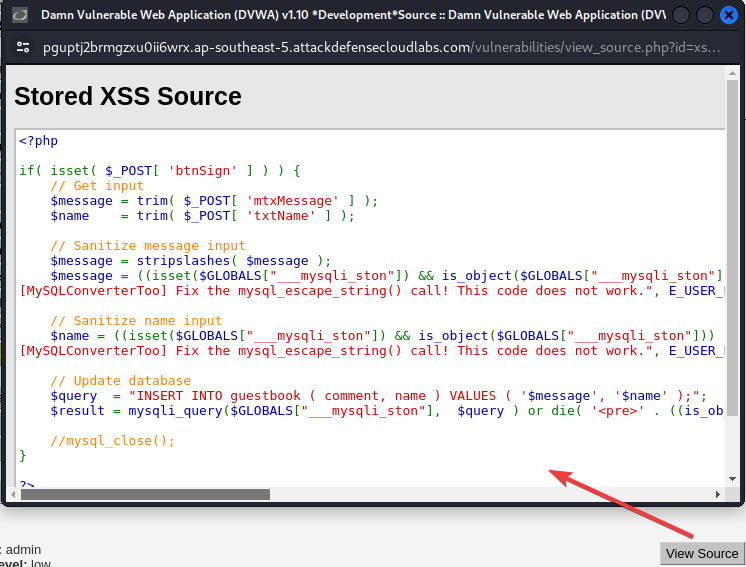 Damn Vulnerable Web Application (DVWA) v1.10 *Development*Source :: Damn Vulnerable Web Application (DVV
pguptj2brmgzxu0ii6wrx.ap-southeast-5.attackdefensecloudlabs.com/vulnerabilities/view_source.php?id=xs...
Stored XSS Source
<?php
if( isset( $_POST[ 'btnSign' ] ) ) {
    // Get input
    $message = trim( $_POST[ 'mtxMessage' ] );
    $name    = trim( $_POST[ 'txtName' ] );
    // Sanitize message input
    $message = stripslashes( $message );
    $message = ((isset($GLOBALS["___mysqli_ston"]) && is_object($GLOBALS["___mysqli_ston"]
[MySQLConverterToo] Fix the mysql_escape_string() call! This code does not work.", E_USER_
    // Sanitize name input
    $name = ((isset($GLOBALS["___mysqli_ston"]) && is_object($GLOBALS["___mysqli_ston"]))
[MySQLConverterToo] Fix the mysql_escape_string() call! This code does not work.", E_USER_
    // Update database
    $query  = "INSERT INTO guestbook ( comment, name ) VALUES ( '$message', '$name' );";
    $result = mysqli_query($GLOBALS["___mysqli_ston"],  $query ) or die( '<pre>' . ((is_ob
    //mysql_close();
}
?>
: admin
evel: low
View Source